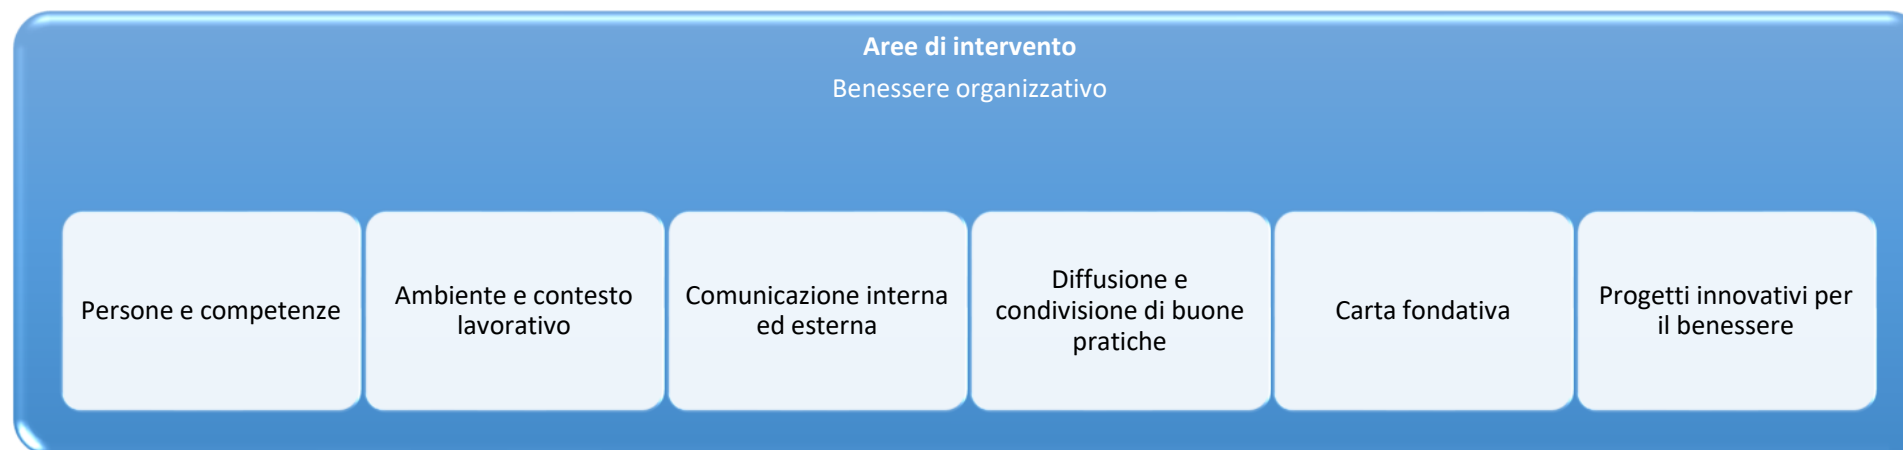 Aree di intervento
Benessere organizzativo
Persone e competenze
Ambiente e contesto
lavorativo
Comunicazione interna
ed esterna
Diffusione e
condivisione di buone
pratiche
Carta fondativa
Progetti innovativi per
il benessere